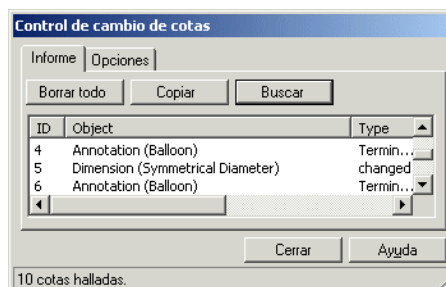 Control de cambio de cotas
Informe Opciones
Borrar todo Copiar Buscar
ID Object Type
4 Annotation (Balloon) Termin...
5 Dimension (Symmetrical Diameter) changed
6 Annotation (Balloon) Termin...
Cerrar Ayuda
10 cotas halladas.